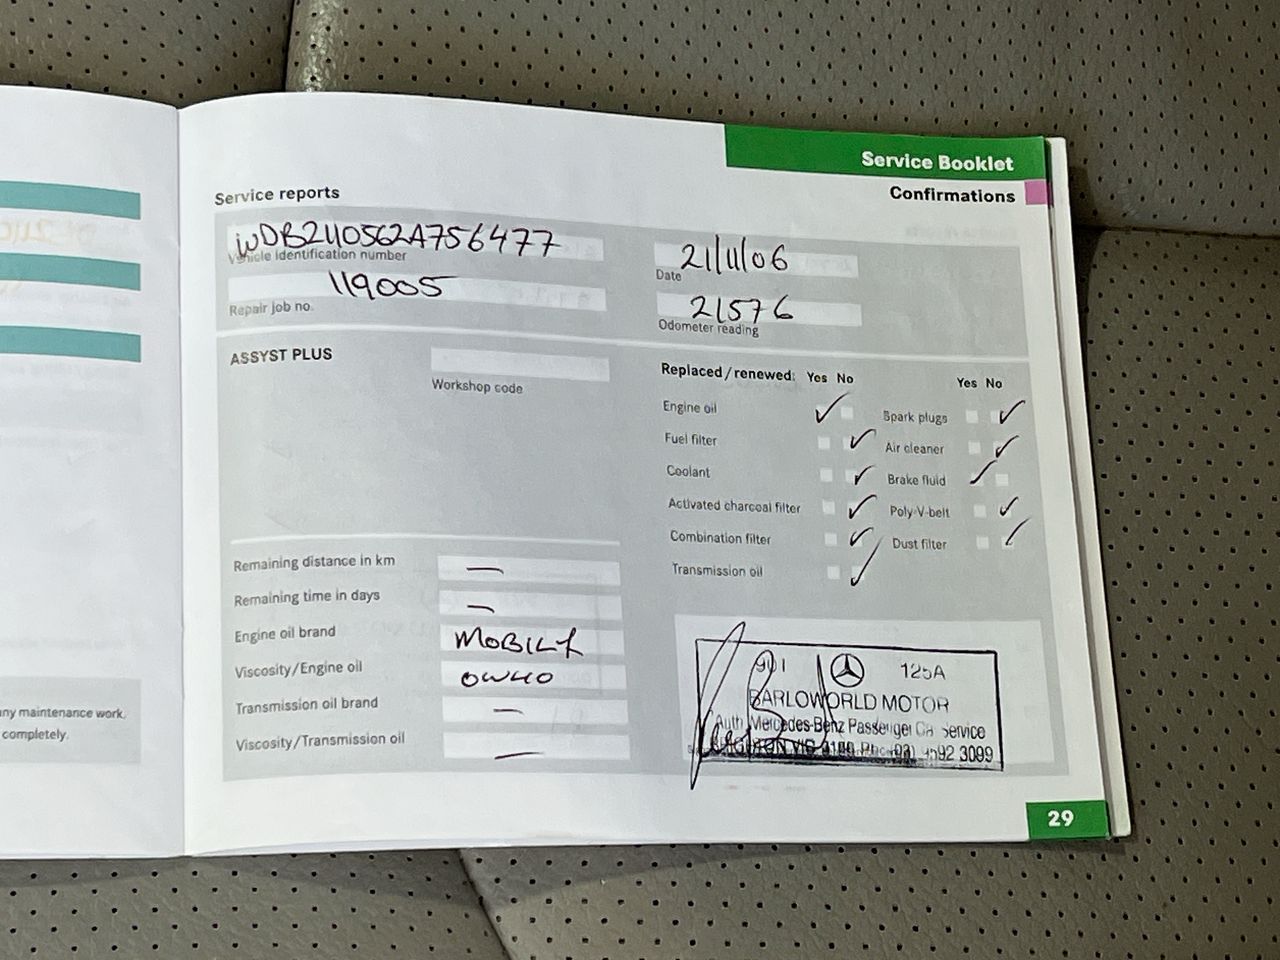 Service Booklet
Confirmations
Service reports
WDB2110562A756477
Vehicle identification number
21/11/06
Date
119005
Repair job no.
21576
Odometer reading
ASSYST PLUS
Workshop code
Replaced/renewed: Yes No
Yes No
Engine oil
Spark plugs
Fuel filter
Air cleaner
Coolant
Brake fluid
Activated charcoal filter
Poly-V-belt
Combination filter
Dust filter
Transmission oil
Remaining distance in km —
Remaining time in days —
Engine oil brand MOBIL 1
Viscosity/Engine oil 0W40
Transmission oil brand —
Viscosity/Transmission oil —
125A
BARLOWORLD MOTOR
Auth Mercedes-Benz Passenger Car Service
3099
any maintenance work.
completely.
29